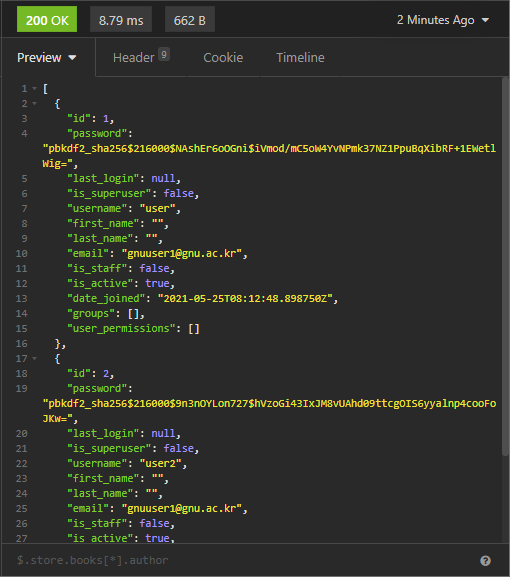 200 OK 8.79 ms 662 B 2 Minutes Ago
Preview Header 9 Cookie Timeline
1 [
2 {
3 "id": 1,
4 "password":
"pbkdf2_sha256$216000$NAshEr6oOGni$iVmod/mC5oW4YvNPmk37NZ1PpuBqXibRF+1EWetl
Wig=",
5 "last_login": null,
6 "is_superuser": false,
7 "username": "user",
8 "first_name": "",
9 "last_name": "",
10 "email": "gnuuser1@gnu.ac.kr",
11 "is_staff": false,
12 "is_active": true,
13 "date_joined": "2021-05-25T08:12:48.898750Z",
14 "groups": [],
15 "user_permissions": []
16 },
17 {
18 "id": 2,
19 "password":
"pbkdf2_sha256$216000$9n3nOYLon727$hVzoGi43IxJM8vUAhd09ttcgOIS6yyalnp4cooFo
JKw=",
20 "last_login": null,
21 "is_superuser": false,
22 "username": "user2",
23 "first_name": "",
24 "last_name": "",
25 "email": "gnuuser1@gnu.ac.kr",
26 "is_staff": false,
27 "is_active": true,
$.store.books[*].author